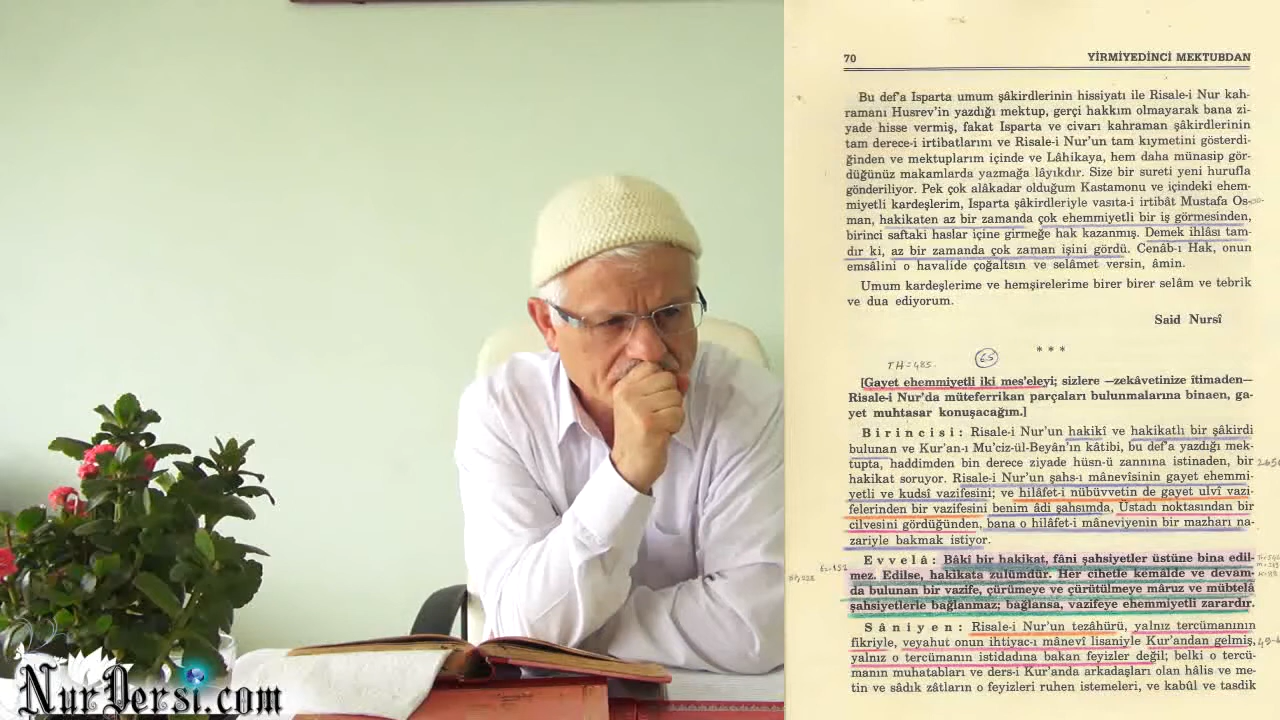 70 YİRMİYEDİNCİ MEKTUBDAN
Bu def'a Isparta umum şâkirdlerinin hissiyatı ile Risale-i Nur kah-
ramanı Husrev'in yazdığı mektup, gerçi hakkım olmayarak bana zi-
yade hisse vermiş, fakat Isparta ve civarı kahraman şâkirdlerinin
tam derece-i irtibatlarını ve Risale-i Nur'un tam kıymetini gösterdi-
ğinden ve mektuplarım içinde ve Lâhikaya, hem daha münasip gör-
düğünüz makamlarda yazmağa lâyıkdır. Size bir sureti yeni hurufla
gönderiliyor. Pek çok alâkadar olduğum Kastamonu ve içindeki ehem-
miyetli kardeşlerim, Isparta şâkirdleriyle vasıta-i irtibât Mustafa Os-
man, hakikaten az bir zamanda çok ehemmiyetli bir iş görmesinden,
birinci saftaki haslar içine girmeğe hak kazanmış. Demek ihlâsı tam-
dır ki, az bir zamanda çok zaman işini gördü. Cenâb-ı Hak, onun
emsâlini o havalide çoğaltsın ve selâmet versin, âmin.
Umum kardeşlerime ve hemşirelerime birer birer selâm ve tebrik
ve dua ediyorum.
Said Nursî
* * *
TH=485. 65
[Gayet ehemmiyetli iki mes'eleyi; sizlere —zekâvetinize îtimaden—
Risale-i Nur'da müteferrikan parçaları bulunmalarına binaen, ga-
yet muhtasar konuşacağım.]
Birincisi: Risale-i Nur'un hakikî ve hakikatlı bir şâkirdi
bulunan ve Kur'an-ı Mu'ciz-ül-Beyân'ın kâtibi, bu def'a yazdığı mek-
tupta, haddimden bin derece ziyade hüsn-ü zannına istinaden, bir
hakikat soruyor. Risale-i Nur'un şahs-ı mânevîsinin gayet ehemmi-
yetli ve kudsî vazifesini; ve hilâfet-i nübüvvetin de gayet ulvî vazi-
felerinden bir vazifesini benim âdi şahsımda, Üstadı noktasından bir
cilvesini gördüğünden, bana o hilâfet-i mâneviyenin bir mazharı na-
zariyle bakmak istiyor.
Evvelâ: Bâkî bir hakikat, fâni şahsiyetler üstüne bina edil-
mez. Edilse, hakikata zulümdür. Her cihetle kemâlde ve devam-
da bulunan bir vazife, çürümeye ve çürütülmeye mâruz ve mübtelâ
şahsiyetlerle bağlanmaz; bağlansa, vazifeye ehemmiyetli zarardır.
Sâniyen: Risale-i Nur'un tezâhürü, yalnız tercümanının
fikriyle, veyahut onun ihtiyac-ı mânevî lisaniyle Kur'andan gelmiş,
yalnız o tercümanın istidadına bakan feyizler değil; belki o tercü-
manın muhatabları ve ders-i Kur'anda arkadaşları olan hâlis ve me-
tin ve sâdık zâtların o feyizleri ruhen istemeleri, ve kabûl ve tasdik
NurDersi.com